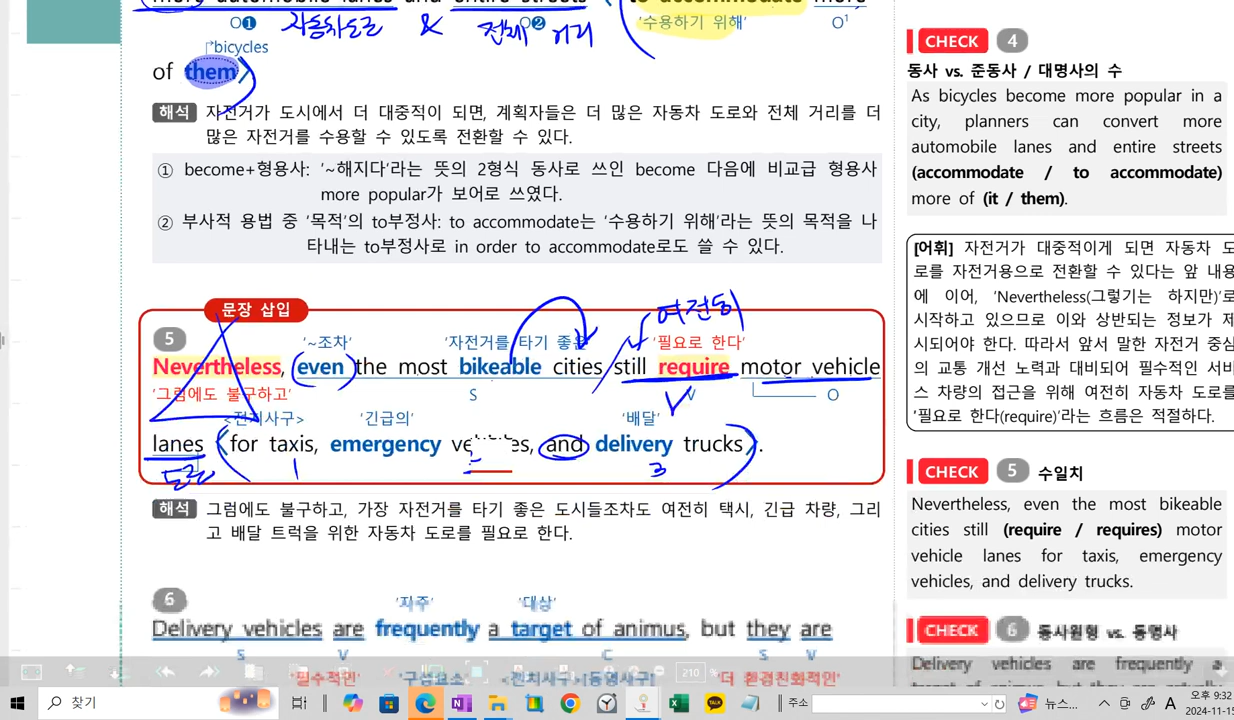 O① 자동차도로 & 전체 O② 거리 '수용하기 위해' O¹
bicycles
of them
해석 자전거가 도시에서 더 대중적이 되면, 계획자들은 더 많은 자동차 도로와 전체 거리를 더
많은 자전거를 수용할 수 있도록 전환할 수 있다.
① become+형용사: '~해지다'라는 뜻의 2형식 동사로 쓰인 become 다음에 비교급 형용사
more popular가 보어로 쓰였다.
② 부사적 용법 중 '목적'의 to부정사: to accommodate는 '수용하기 위해'라는 뜻의 목적을 나
타내는 to부정사로 in order to accommodate로도 쓸 수 있다.
문장 삽입
여전히
5 '~조차' '자전거를 타기 좋은' '필요로 한다'
Nevertheless, even the most bikeable cities still require motor vehicle
'그럼에도 불구하고' S V O
<전치사구> '긴급의' '배달'
lanes (for taxis, emergency vehicles, and delivery trucks).
도로 1 2 3
해석 그럼에도 불구하고, 가장 자전거를 타기 좋은 도시들조차도 여전히 택시, 긴급 차량, 그리
고 배달 트럭을 위한 자동차 도로를 필요로 한다.
6 '자주' '대상'
Delivery vehicles are frequently a target of animus, but they are
S V C S V
'필수적인' '구성요소' <전치사구>[동명사구] '더 환경친화적인'
CHECK 4
동사 vs. 준동사 / 대명사의 수
As bicycles become more popular in a
city, planners can convert more
automobile lanes and entire streets
(accommodate / to accommodate)
more of (it / them).
[어휘] 자전거가 대중적이게 되면 자동차 도
로를 자전거용으로 전환할 수 있다는 앞 내용
에 이어, 'Nevertheless(그렇기는 하지만)'로
시작하고 있으므로 이와 상반되는 정보가 제
시되어야 한다. 따라서 앞서 말한 자전거 중심
의 교통 개선 노력과 대비되어 필수적인 서비
스 차량의 접근을 위해 여전히 자동차 도로를
'필요로 한다(require)'라는 흐름은 적절하다.
CHECK 5 수일치
Nevertheless, even the most bikeable
cities still (require / requires) motor
vehicle lanes for taxis, emergency
vehicles, and delivery trucks.
CHECK 6 동사원형 vs. 동명사
Delivery vehicles are frequently a
210
찾기 주소 뉴스... A 오후 9:32
2024-11-15